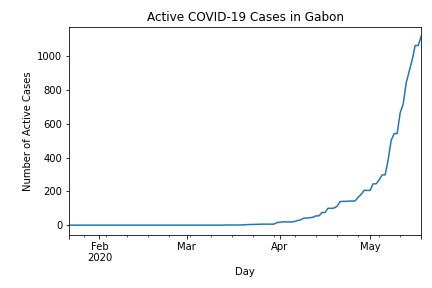 Active COVID-19 Cases in Gabon
Number of Active Cases
1000
800
600
400
200
0
Feb
2020
Mar
Apr
May
Day